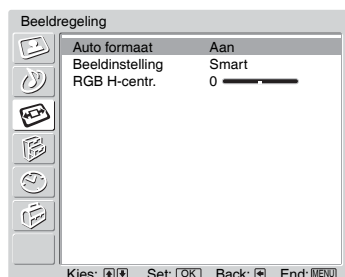 Beeldregeling
Auto formaat Aan
Beeldinstelling Smart
RGB H-centr. 0
Kies: Set: OK Back: End: MENU